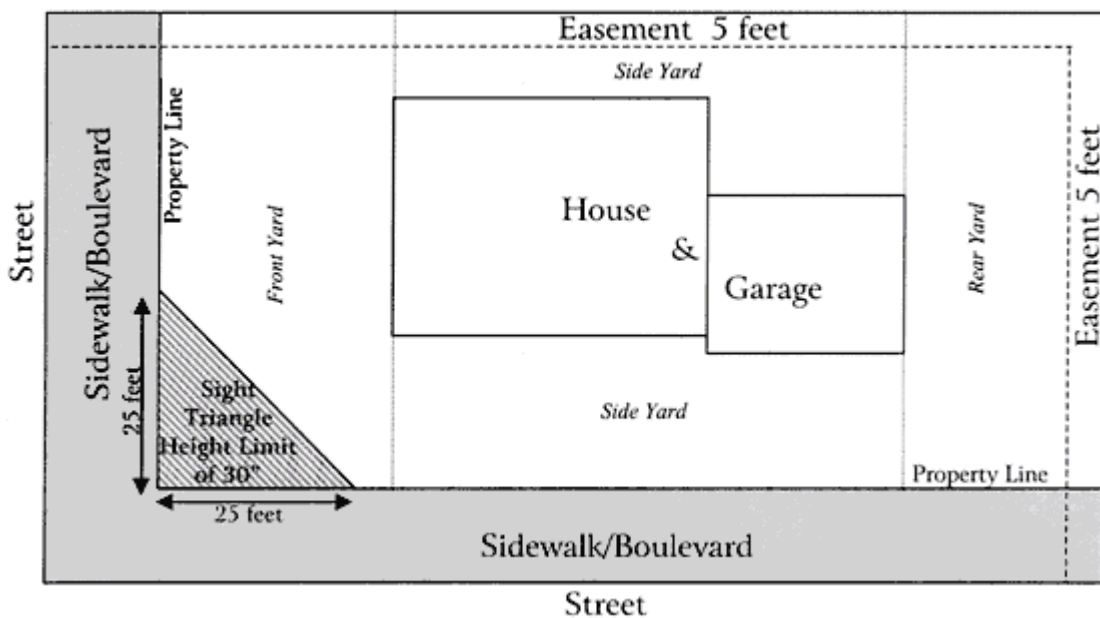 Easement 5 feet
Side Yard
Property Line
Sidewalk/Boulevard
Street
Front Yard
House
&
Garage
Rear Yard
Easement 5 feet
25 feet
Sight
Triangle
Height Limit
of 30"
25 feet
Side Yard
Property Line
Sidewalk/Boulevard
Street